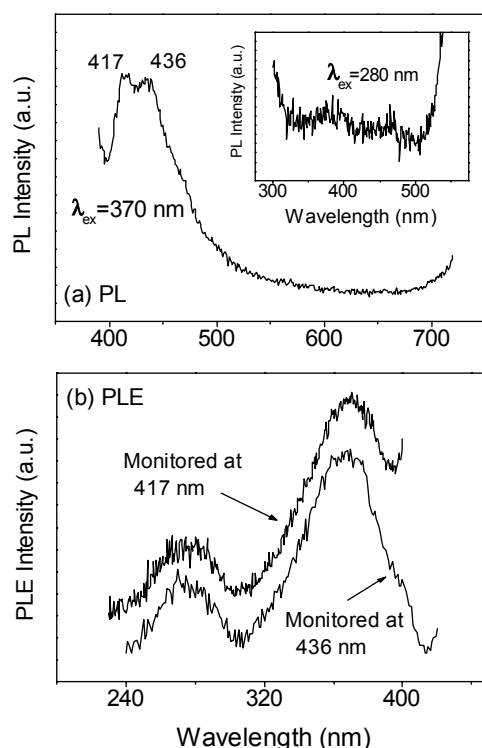 417 436
PL Intensity (a.u.)
λex=370 nm
(a) PL
400 500 600 700
PL Intensity (a.u.)
λex=280 nm
300 400 500
Wavelength (nm)
(b) PLE
PLE Intensity (a.u.)
Monitored at
417 nm
Monitored at
436 nm
240 320 400
Wavelength (nm)